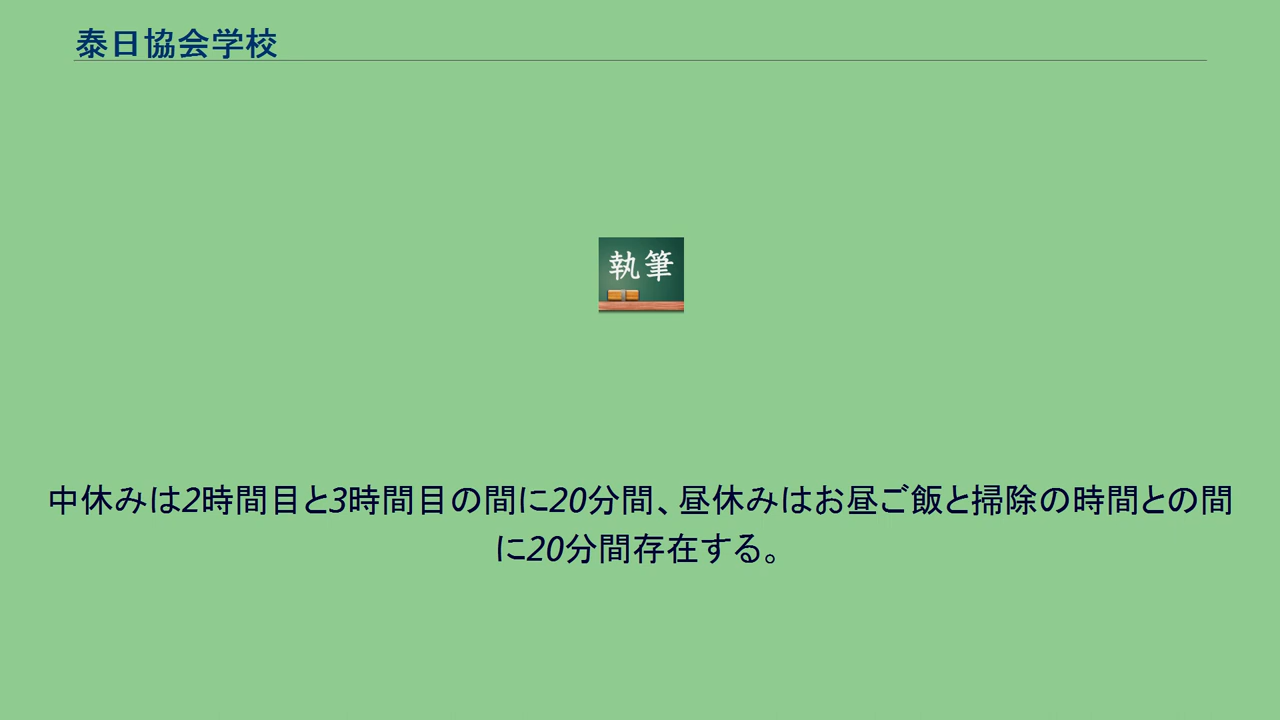 泰日協会学校
執筆
中休みは2時間目と3時間目の間に20分間、昼休みはお昼ご飯と掃除の時間との間
に20分間存在する。